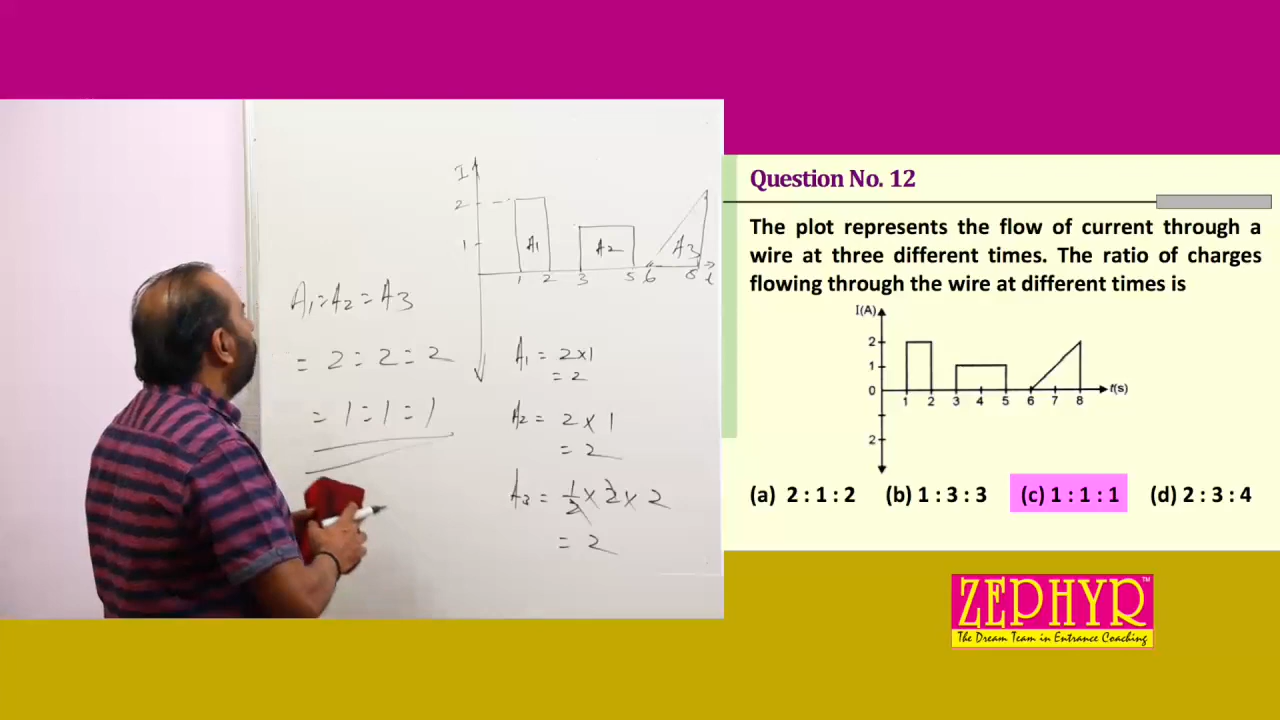 I
2
1
A1
A2
A3
1 2 3 5 6 8 t
A1 = A2 = A3
= 2 = 2 = 2
= 1 = 1 = 1
A1 = 2x1
= 2
A2 = 2 x 1
= 2
A3 = 1/2 x 2 x 2
= 2
Question No. 12
The plot represents the flow of current through a
wire at three different times. The ratio of charges
flowing through the wire at different times is
I(A)
2
1
0
1 2 3 4 5 6 7 8 t(s)
2
(a) 2 : 1 : 2 (b) 1 : 3 : 3 (c) 1 : 1 : 1 (d) 2 : 3 : 4
ZEPHYR™
The Dream Team in Entrance Coaching